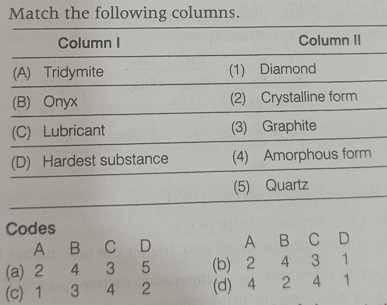 Match the following columns.
Column I Column II
(A) Tridymite (1) Diamond
(B) Onyx (2) Crystalline form
(C) Lubricant (3) Graphite
(D) Hardest substance (4) Amorphous form
(5) Quartz
Codes
A B C D A B C D
(a) 2 4 3 5 (b) 2 4 3 1
(c) 1 3 4 2 (d) 4 2 4 1